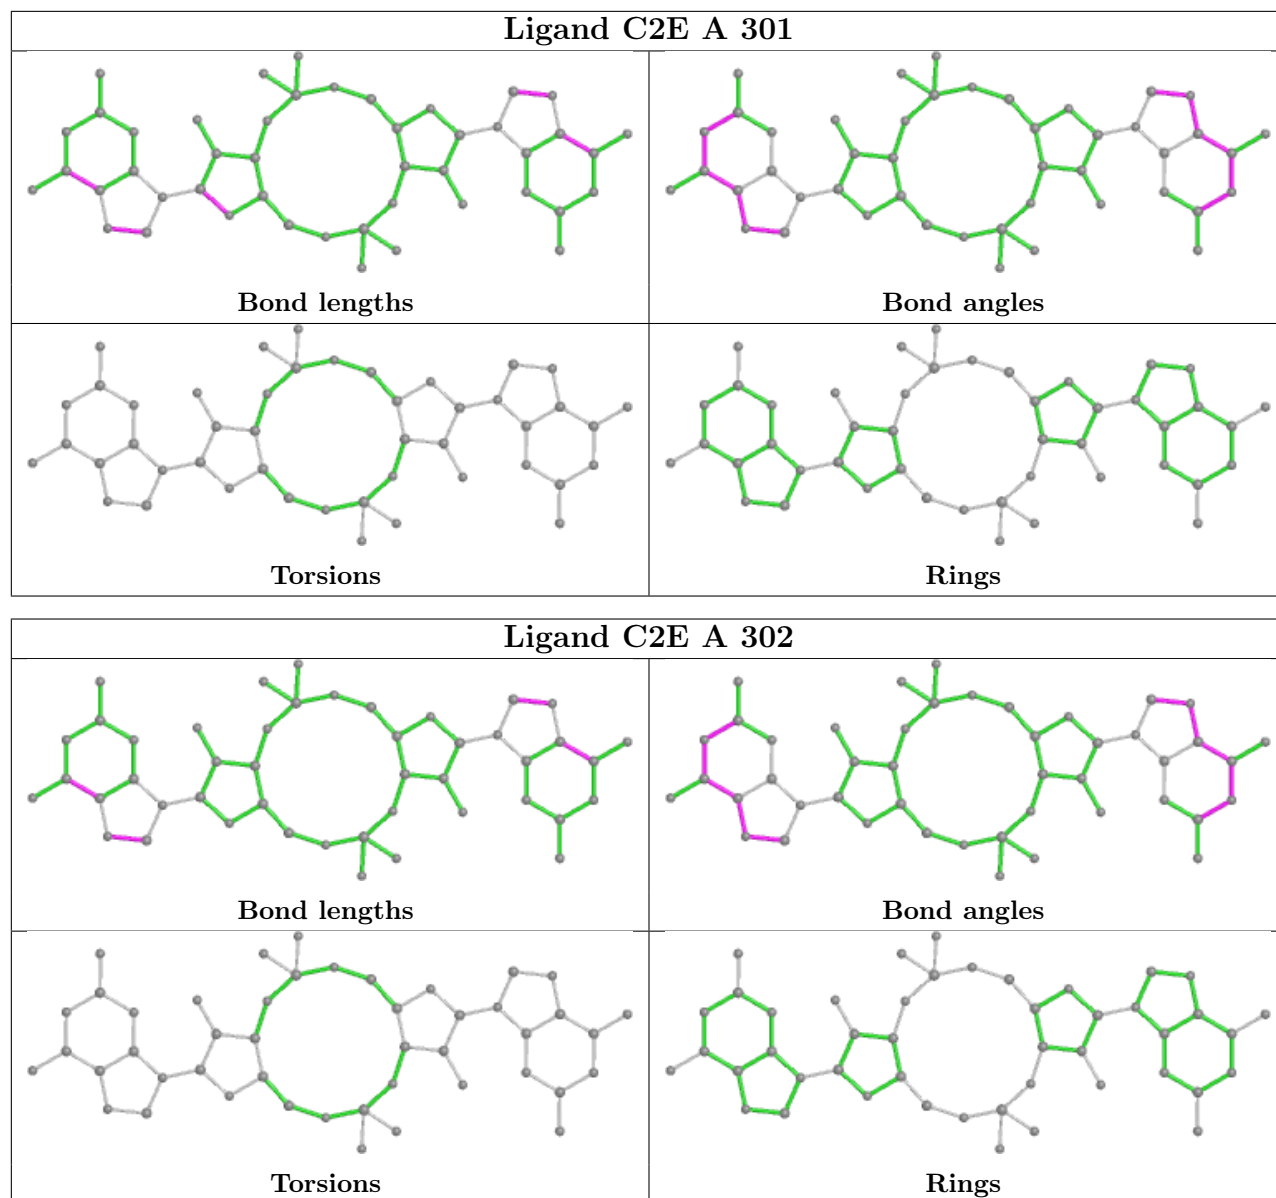 Ligand C2E A 301
Bond lengths
Bond angles
Torsions
Rings
Ligand C2E A 302
Bond lengths
Bond angles
Torsions
Rings